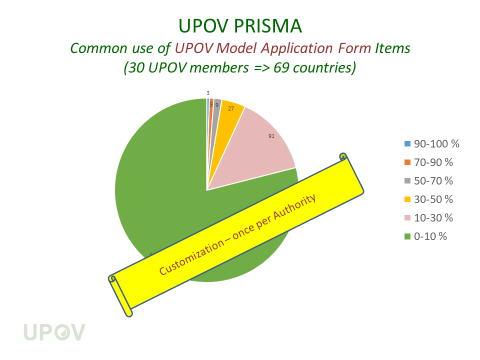 UPOV PRISMA
Common use of UPOV Model Application Form Items
(30 UPOV members => 69 countries)
3
9
27
91
90-100 %
70-90 %
50-70 %
30-50 %
10-30 %
0-10 %
Customization – once per Authority
UPOV